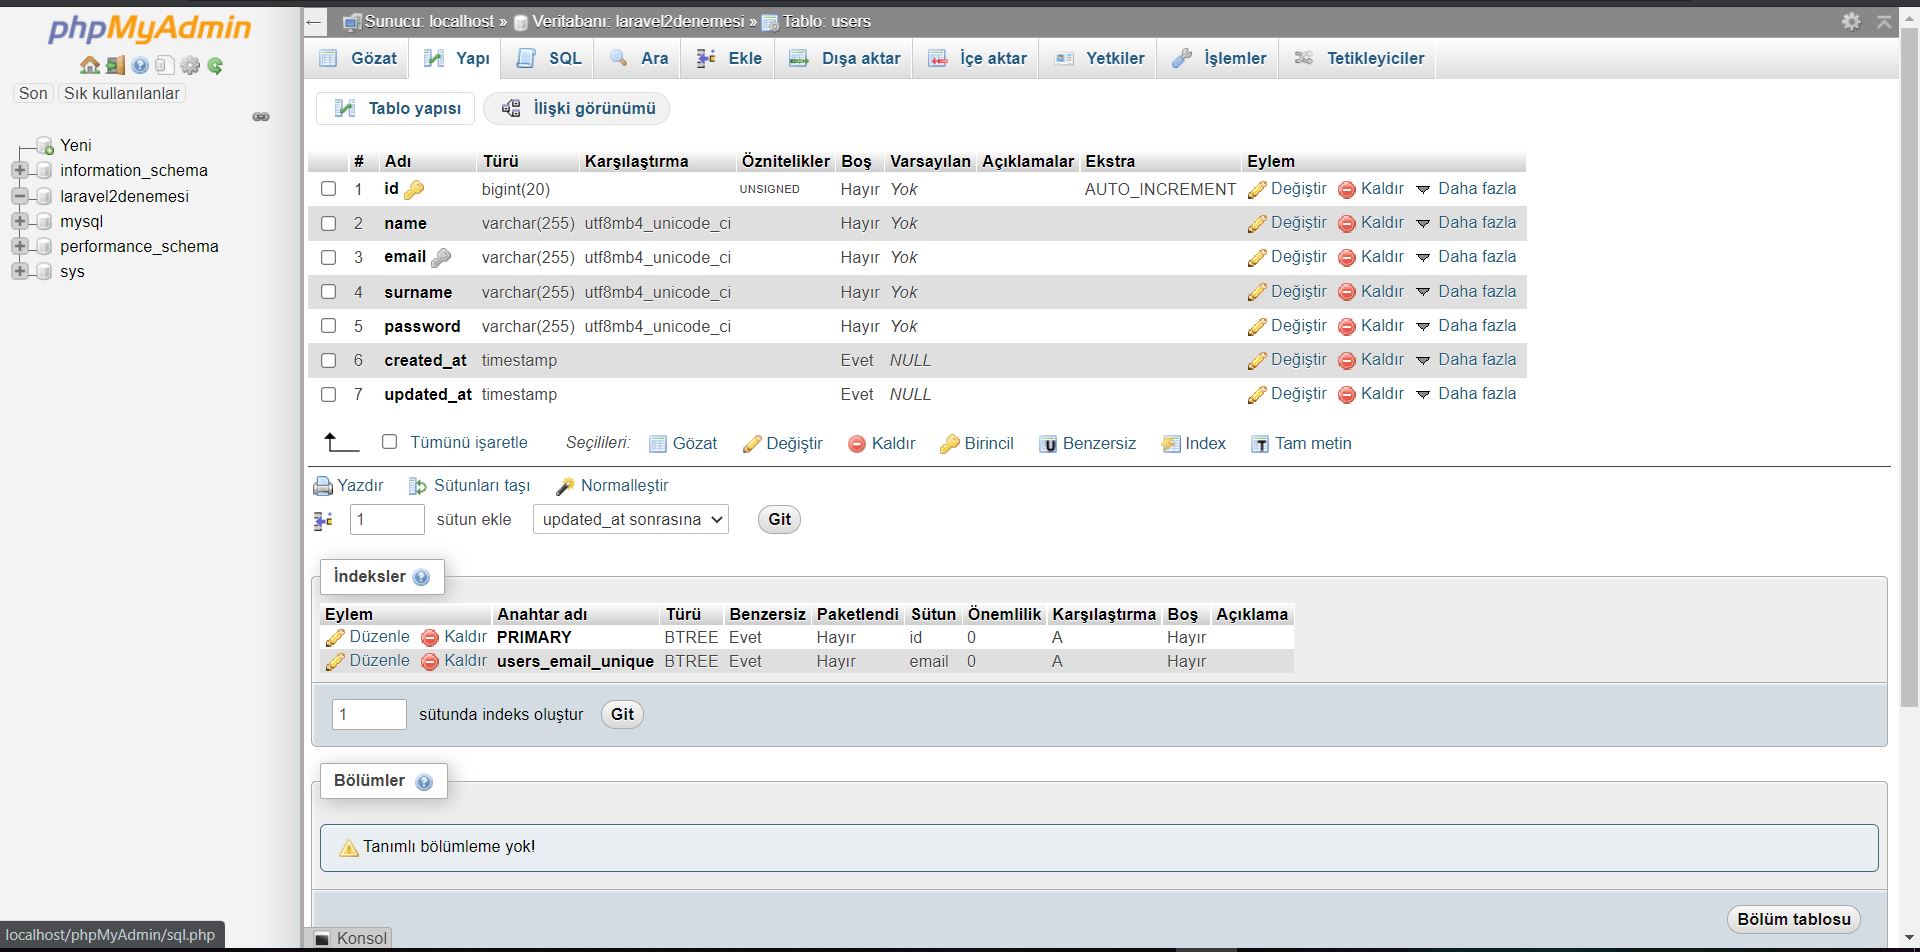 phpMyAdmin
Son Sık kullanılanlar
Yeni
information_schema
laravel2denemesi
mysql
performance_schema
sys
Sunucu: localhost » Veritabanı: laravel2denemesi » Tablo: users
Gözat Yapı SQL Ara Ekle Dışa aktar İçe aktar Yetkiler İşlemler Tetikleyiciler
Tablo yapısı İlişki görünümü
# Adı Türü Karşılaştırma Öznitelikler Boş Varsayılan Açıklamalar Ekstra Eylem
1 id bigint(20) UNSIGNED Hayır Yok AUTO_INCREMENT Değiştir Kaldır Daha fazla
2 name varchar(255) utf8mb4_unicode_ci Hayır Yok Değiştir Kaldır Daha fazla
3 email varchar(255) utf8mb4_unicode_ci Hayır Yok Değiştir Kaldır Daha fazla
4 surname varchar(255) utf8mb4_unicode_ci Hayır Yok Değiştir Kaldır Daha fazla
5 password varchar(255) utf8mb4_unicode_ci Hayır Yok Değiştir Kaldır Daha fazla
6 created_at timestamp Evet NULL Değiştir Kaldır Daha fazla
7 updated_at timestamp Evet NULL Değiştir Kaldır Daha fazla
Tümünü işaretle Seçilileri: Gözat Değiştir Kaldır Birincil U Benzersiz Index T Tam metin
Yazdır Sütunları taşı Normalleştir
1 sütun ekle updated_at sonrasına Git
İndeksler
Eylem Anahtar adı Türü Benzersiz Paketlendi Sütun Önemlilik Karşılaştırma Boş Açıklama
Düzenle Kaldır PRIMARY BTREE Evet Hayır id 0 A Hayır
Düzenle Kaldır users_email_unique BTREE Evet Hayır email 0 A Hayır
1 sütunda indeks oluştur Git
Bölümler
Tanımlı bölümleme yok!
Bölüm tablosu
localhost/phpMyAdmin/sql.php
Konsol